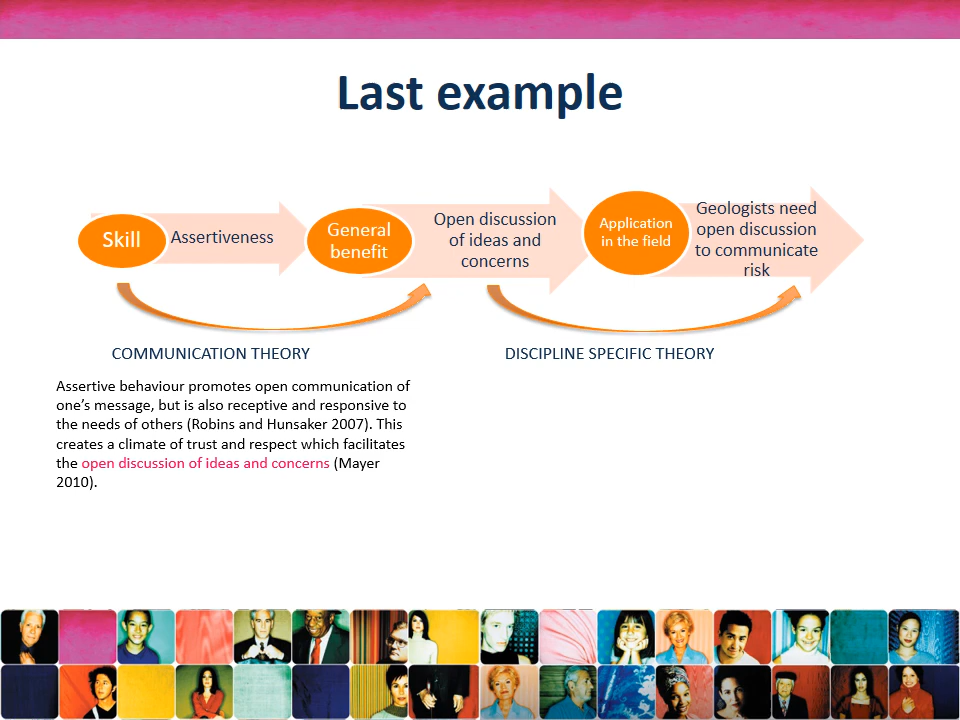 Last example
Skill
Assertiveness
General
benefit
Open discussion
of ideas and
concerns
Application
in the field
Geologists need
open discussion
to communicate
risk
COMMUNICATION THEORY
DISCIPLINE SPECIFIC THEORY
Assertive behaviour promotes open communication of
one’s message, but is also receptive and responsive to
the needs of others (Robins and Hunsaker 2007). This
creates a climate of trust and respect which facilitates
the open discussion of ideas and concerns (Mayer
2010).